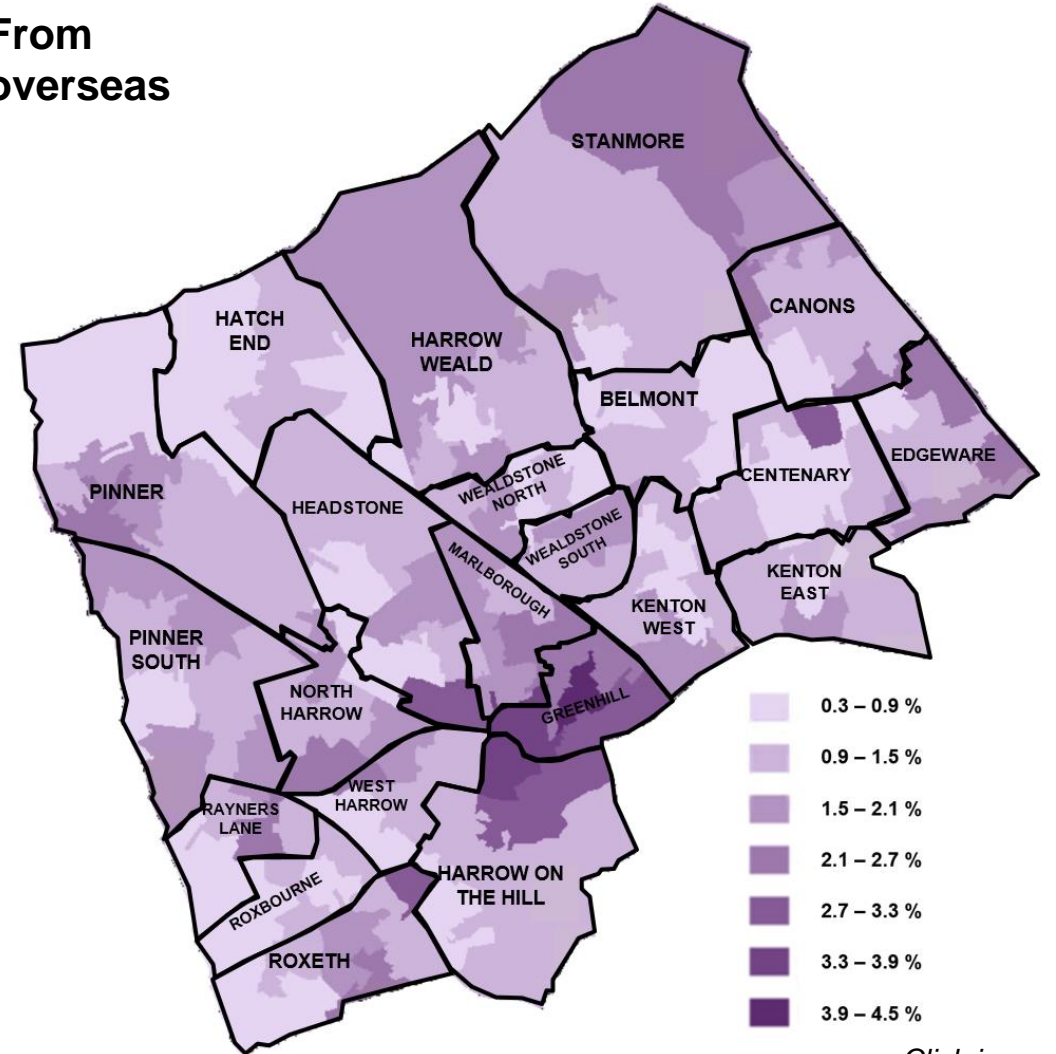 From
overseas
STANMORE
CANONS
HATCH
END
HARROW
WEALD
BELMONT
EDGEWARE
CENTENARY
PINNER
HEADSTONE
WEALDSTONE
NORTH
WEALDSTONE
SOUTH
MARLBOROUGH
KENTON
EAST
KENTON
WEST
PINNER
SOUTH
NORTH
HARROW
GREENHILL
WEST
HARROW
RAYNERS
LANE
HARROW ON
THE HILL
ROXBOURNE
ROXETH
0.3 – 0.9 %
0.9 – 1.5 %
1.5 – 2.1 %
2.1 – 2.7 %
2.7 – 3.3 %
3.3 – 3.9 %
3.9 – 4.5 %